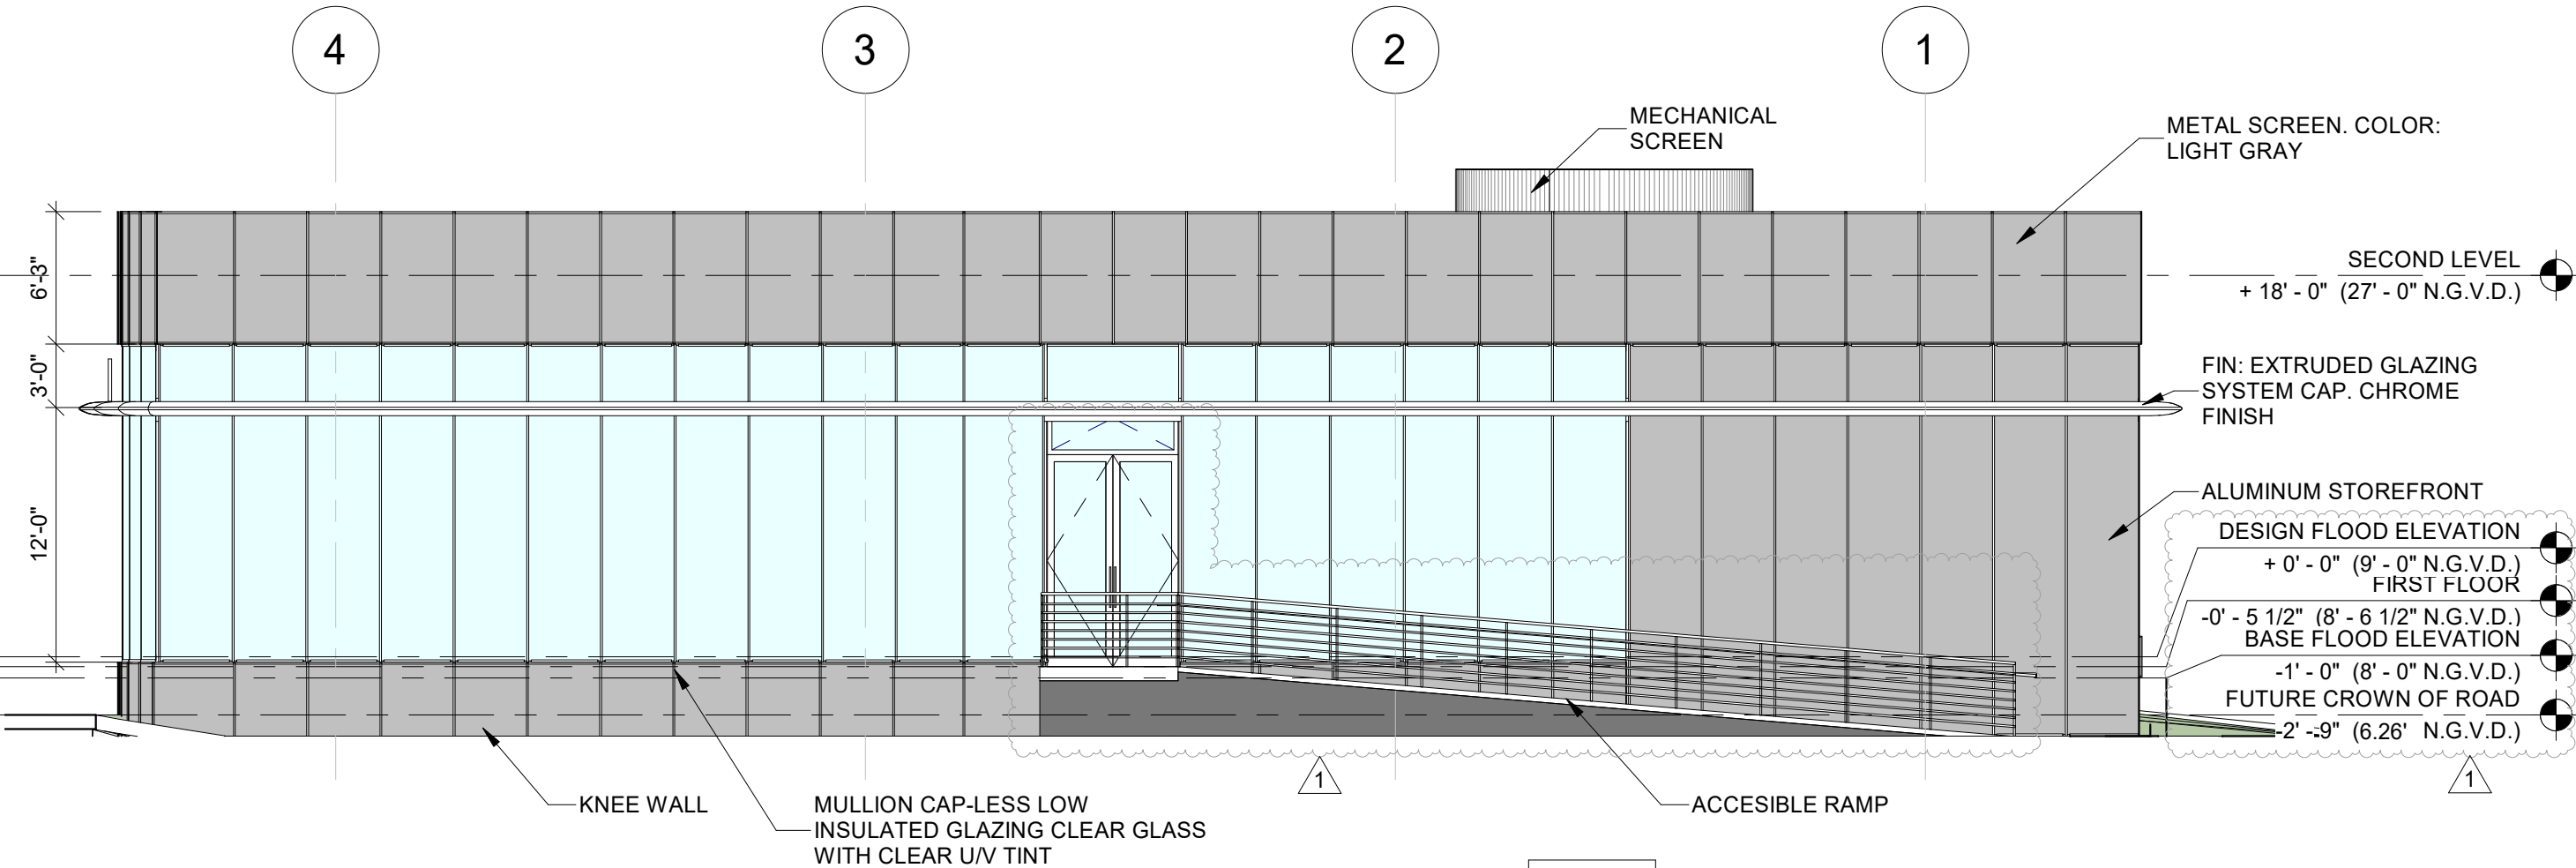 4
3
2
1
MECHANICAL
SCREEN
METAL SCREEN. COLOR:
LIGHT GRAY
6'-3"
3'-0"
12'-0"
SECOND LEVEL
+ 18' - 0" (27' - 0" N.G.V.D.)
FIN: EXTRUDED GLAZING
SYSTEM CAP. CHROME
FINISH
ALUMINUM STOREFRONT
DESIGN FLOOD ELEVATION
+ 0' - 0" (9' - 0" N.G.V.D.)
FIRST FLOOR
-0' - 5 1/2" (8' - 6 1/2" N.G.V.D.)
BASE FLOOD ELEVATION
-1' - 0" (8' - 0" N.G.V.D.)
FUTURE CROWN OF ROAD
-2' - 9" (6.26' N.G.V.D.)
1
1
KNEE WALL
MULLION CAP-LESS LOW
INSULATED GLAZING CLEAR GLASS
WITH CLEAR U/V TINT
ACCESIBLE RAMP